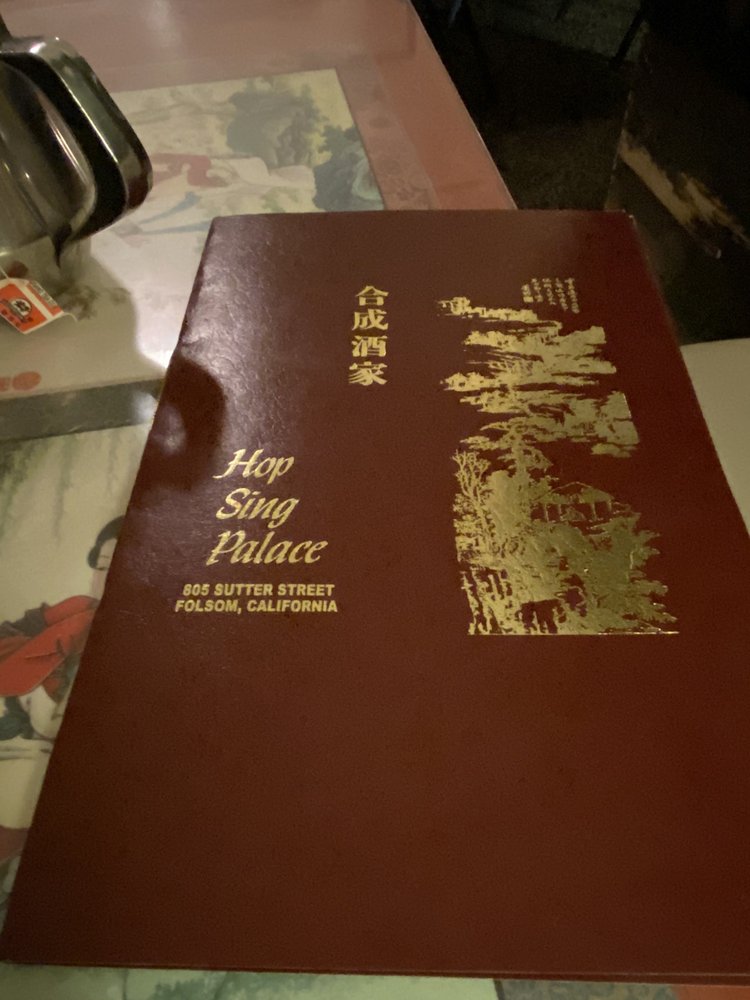 合成酒家
Hop
Sing
Palace
805 SUTTER STREET
FOLSOM, CALIFORNIA